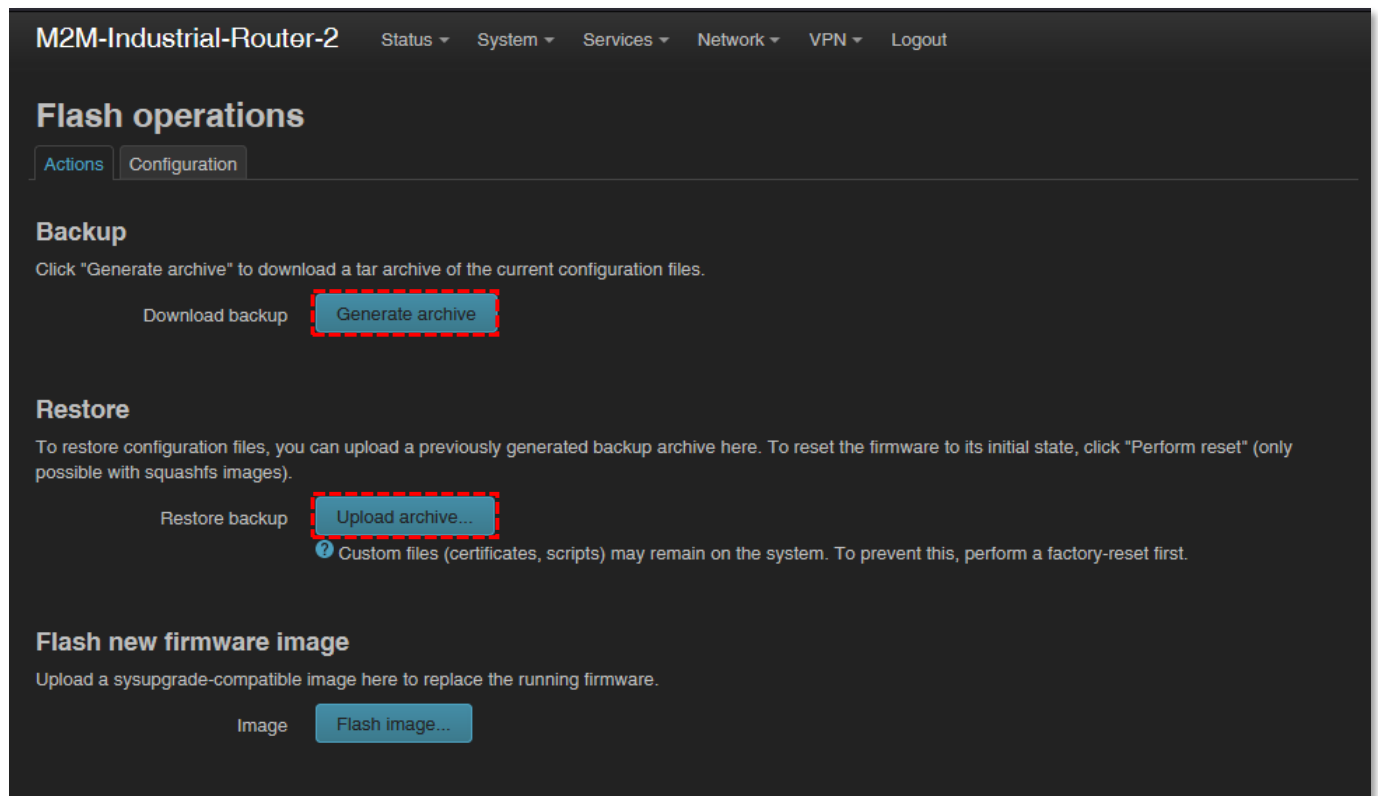 M2M-Industrial-Router-2 Status System Services Network VPN Logout
Flash operations
Actions Configuration
Backup
Click "Generate archive" to download a tar archive of the current configuration files.
Download backup Generate archive
Restore
To restore configuration files, you can upload a previously generated backup archive here. To reset the firmware to its initial state, click "Perform reset" (only
possible with squashfs images).
Restore backup Upload archive...
? Custom files (certificates, scripts) may remain on the system. To prevent this, perform a factory-reset first.
Flash new firmware image
Upload a sysupgrade-compatible image here to replace the running firmware.
Image Flash image...